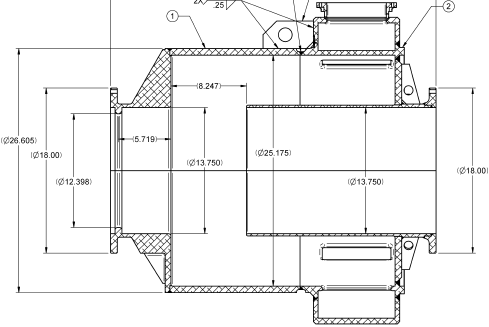 2X
.25
1
2
(8.247)
(5.719)
(Ø26.605)
(Ø18.00)
(Ø12.398)
(Ø13.750)
(Ø25.175)
(Ø13.750)
(Ø18.00)